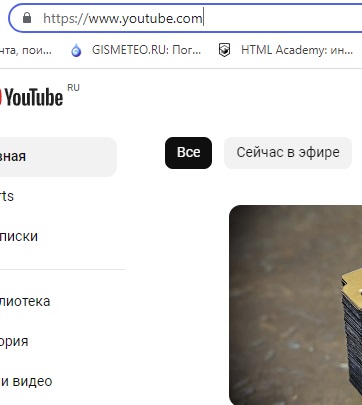 https://www.youtube.com
нта, пои... GISMETEO.RU: Пог... HTML Academy: ин...
YouTube RU
вная
Все Сейчас в эфире
rts
писки
лиотека
ория
и видео